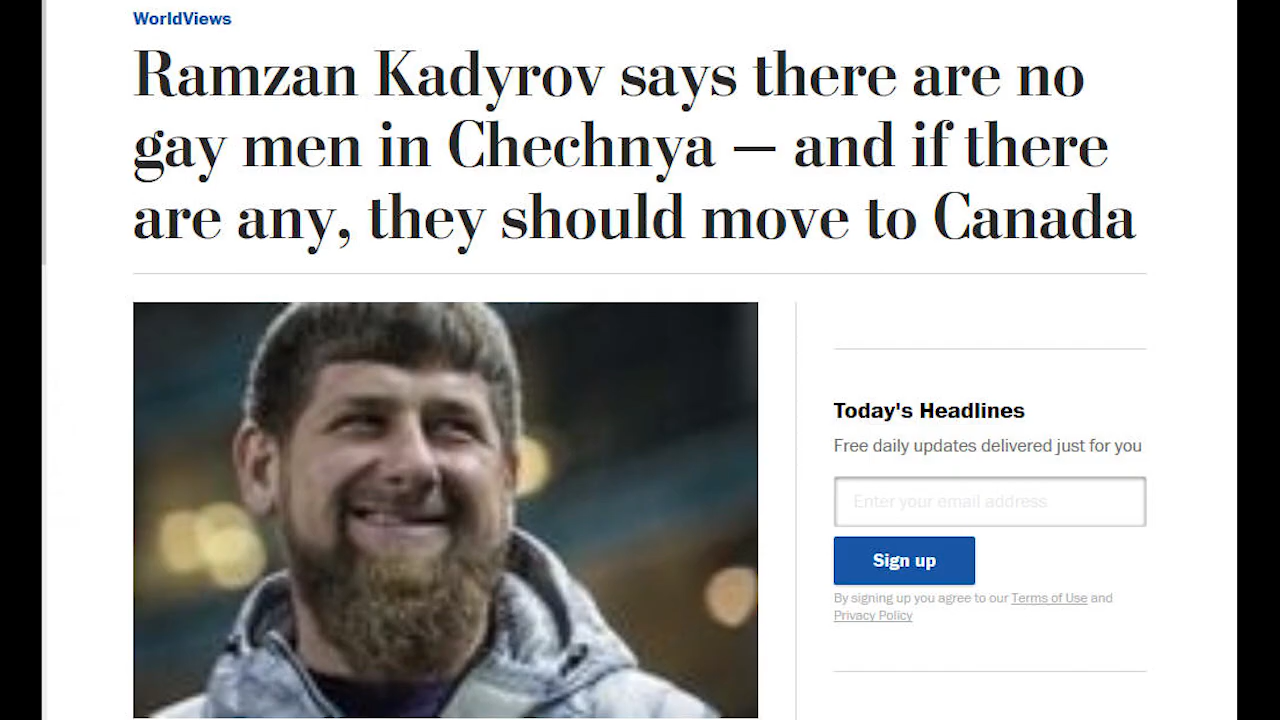 WorldViews
Ramzan Kadyrov says there are no
gay men in Chechnya — and if there
are any, they should move to Canada
Today's Headlines
Free daily updates delivered just for you
Enter your email address
Sign up
By signing up you agree to our Terms of Use and
Privacy Policy